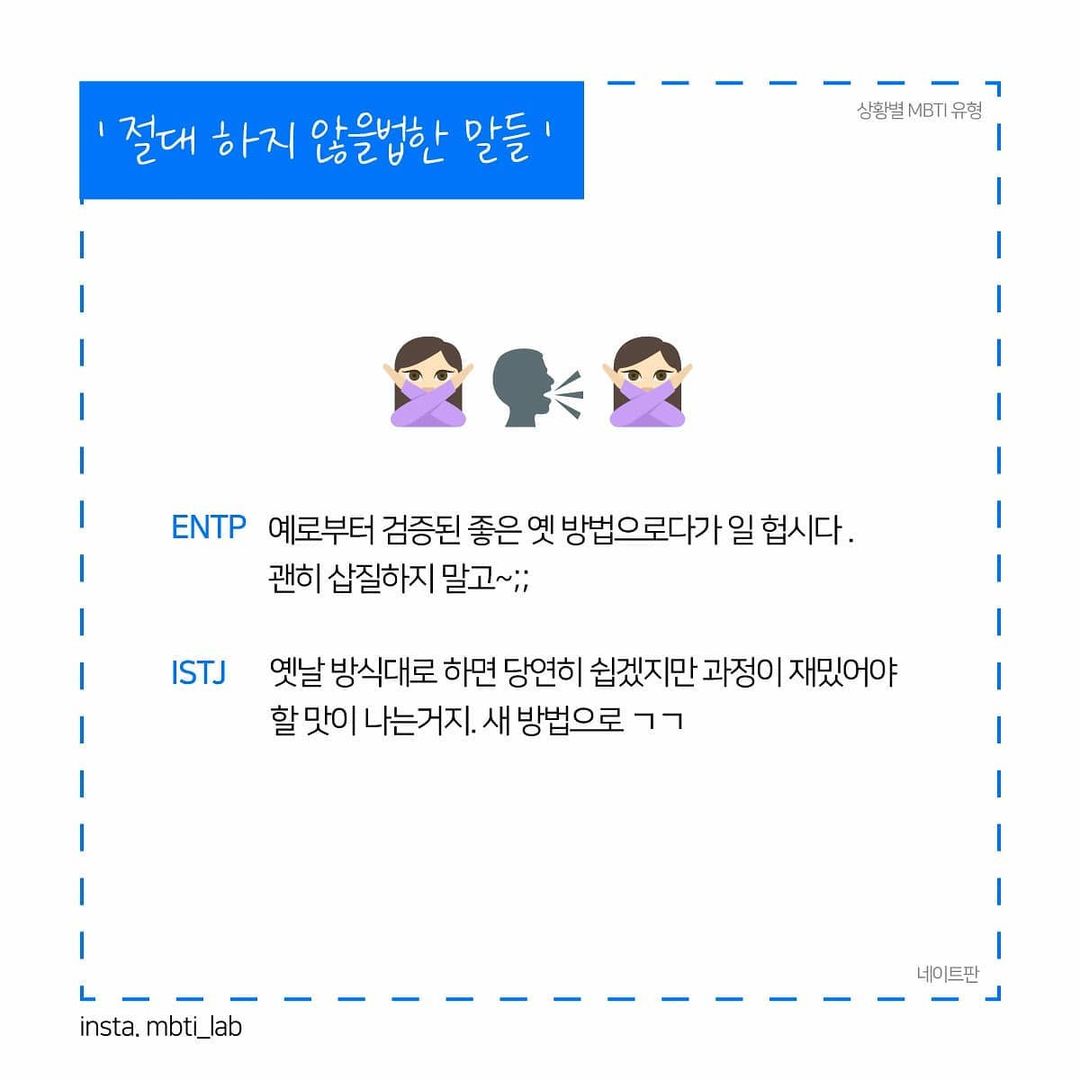 ' 절대 하지 않을법한 말들 '
상황별 MBTI 유형
ENTP 예로부터 검증된 좋은 옛 방법으로다가 일 헙시다 .
괜히 삽질하지 말고~;;
ISTJ 옛날 방식대로 하면 당연히 쉽겠지만 과정이 재밌어야
할 맛이 나는거지. 새 방법으로 ㄱㄱ
네이트판
insta. mbti_lab